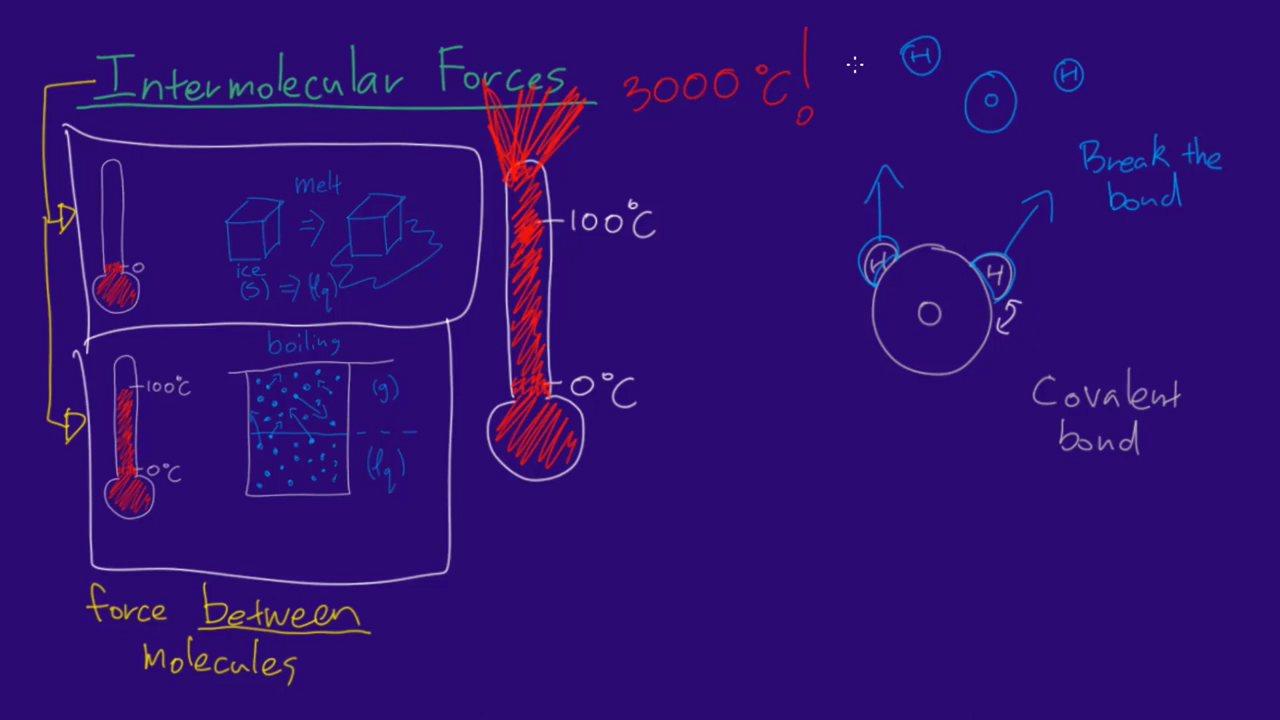 Intermolecular Forces
3000 °C!
melt
ice
(s) ⇒ (lq)
0
boiling
100°C
0°C
(g)
(lq)
100°C
0°C
force between
molecules
H
O
H
Break the
bond
H
H
O
Covalent
bond